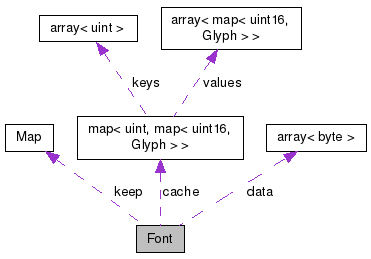 array< uint >
array< map< uint16,
Glyph > >
keys
values
Map
map< uint, map< uint16,
Glyph > >
array< byte >
keep
cache
data
Font